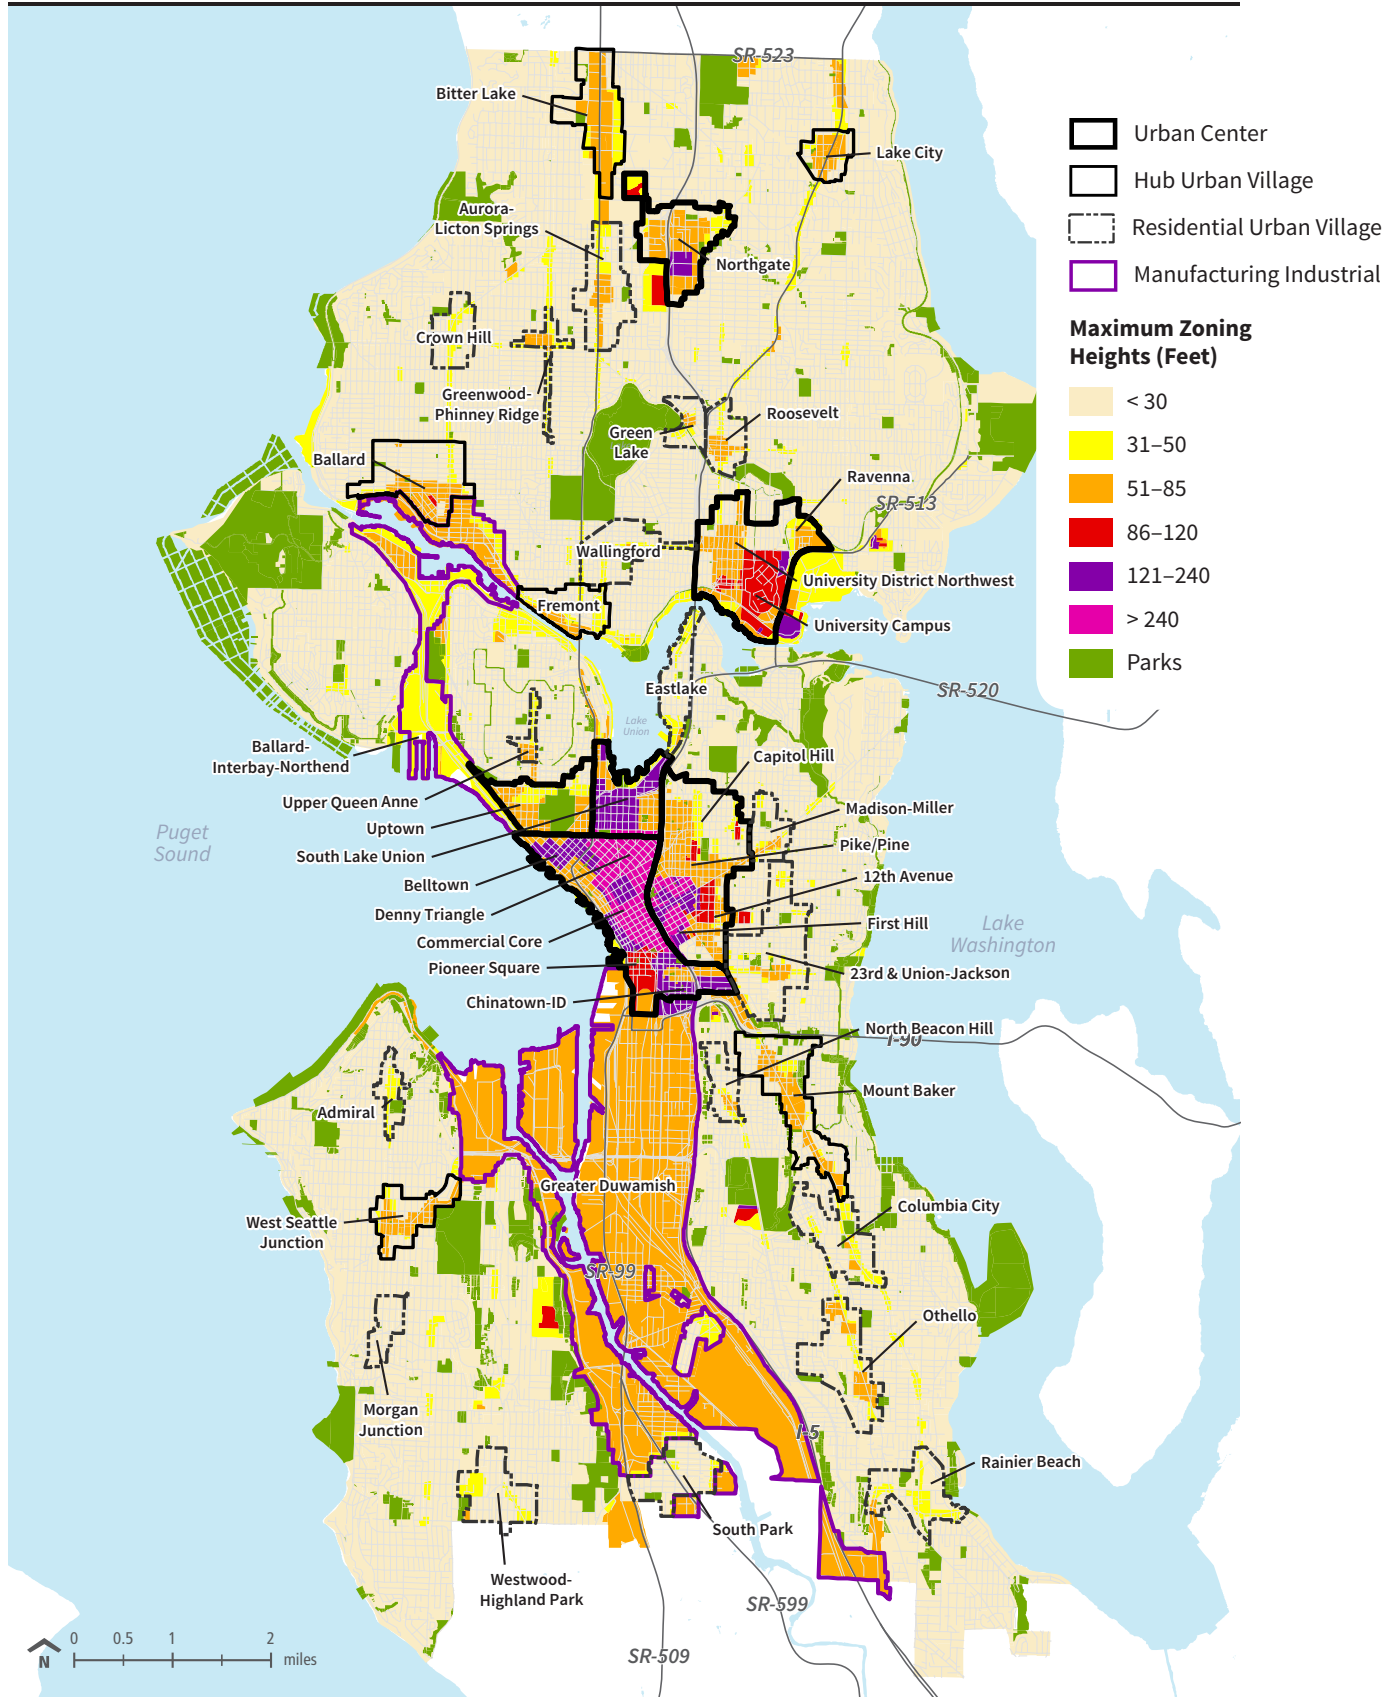 SR-523
Bitter Lake
Lake City
Aurora-
Licton Springs
Northgate
Crown Hill
Greenwood-
Phinney Ridge
Roosevelt
Green
Lake
Ballard
Ravenna
SR-513
Wallingford
University District Northwest
Fremont
University Campus
Eastlake
SR-520
Lake
Union
Ballard-
Interbay-Northend
Capitol Hill
Upper Queen Anne
Madison-Miller
Uptown
Puget
Sound
Pike/Pine
South Lake Union
12th Avenue
Belltown
Denny Triangle
First Hill
Lake
Washington
Commercial Core
Pioneer Square
23rd & Union-Jackson
Chinatown-ID
North Beacon Hill
I-90
Mount Baker
Admiral
Greater Duwamish
Columbia City
West Seattle
Junction
SR-99
Othello
Morgan
Junction
I-5
Rainier Beach
South Park
Westwood-
Highland Park
SR-599
SR-509
N
0 0.5 1 2
miles
Urban Center
Hub Urban Village
Residential Urban Village
Manufacturing Industrial
Maximum Zoning
Heights (Feet)
< 30
31–50
51–85
86–120
121–240
> 240
Parks